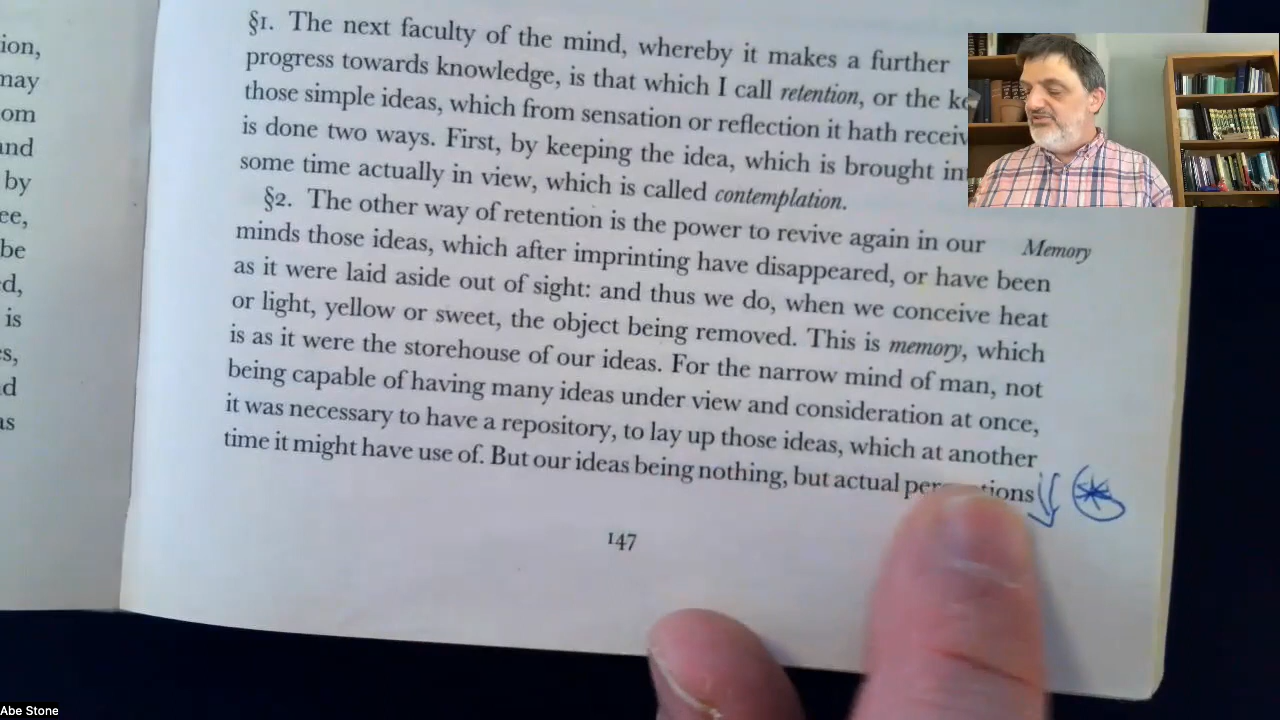 ion,
may
om
and
by
ee,
be
ed,
is
es,
d
as
§1. The next faculty of the mind, whereby it makes a further
progress towards knowledge, is that which I call retention, or the
those simple ideas, which from sensation or reflection it hath
is done two ways. First, by keeping the idea, which is brought
some time actually in view, which is called contemplation.
§2. The other way of retention is the power to revive again in our Memory
minds those ideas, which after imprinting have disappeared, or have been
as it were laid aside out of sight: and thus we do, when we conceive heat
or light, yellow or sweet, the object being removed. This is memory, which
is as it were the storehouse of our ideas. For the narrow mind of man, not
being capable of having many ideas under view and consideration at once,
it was necessary to have a repository, to lay up those ideas, which at another
time it might have use of. But our ideas being nothing, but actual
147
Abe Stone